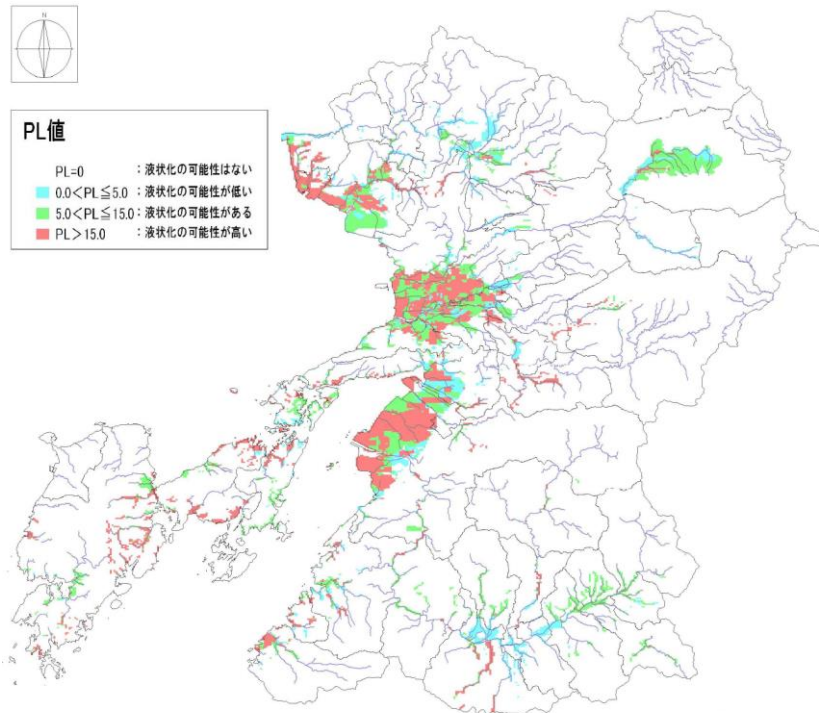 N
PL値
PL=0 :液状化の可能性はない
0.0<PL≦5.0 :液状化の可能性が低い
5.0<PL≦15.0:液状化の可能性がある
PL>15.0 :液状化の可能性が高い